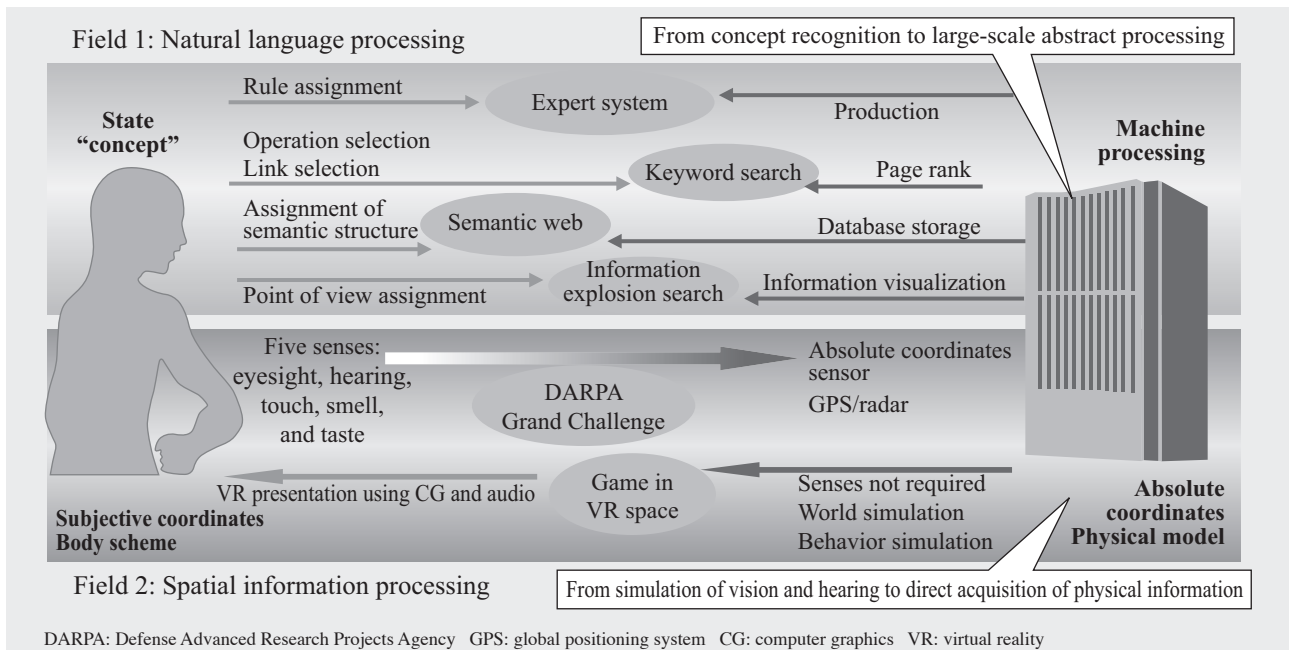 Field 1: Natural language processing
From concept recognition to large-scale abstract processing
State
“concept”
Rule assignment
Expert system
Production
Machine
processing
Operation selection
Link selection
Keyword search
Page rank
Assignment of
semantic structure
Semantic web
Database storage
Point of view assignment
Information
explosion search
Information visualization
Five senses:
eyesight, hearing,
touch, smell,
and taste
DARPA
Grand Challenge
Absolute coordinates
sensor
GPS/radar
VR presentation using CG and audio
Game in
VR space
Senses not required
World simulation
Behavior simulation
Subjective coordinates
Body scheme
Absolute
coordinates
Physical model
Field 2: Spatial information processing
From simulation of vision and hearing to direct acquisition of physical information
DARPA: Defense Advanced Research Projects Agency GPS: global positioning system CG: computer graphics VR: virtual reality